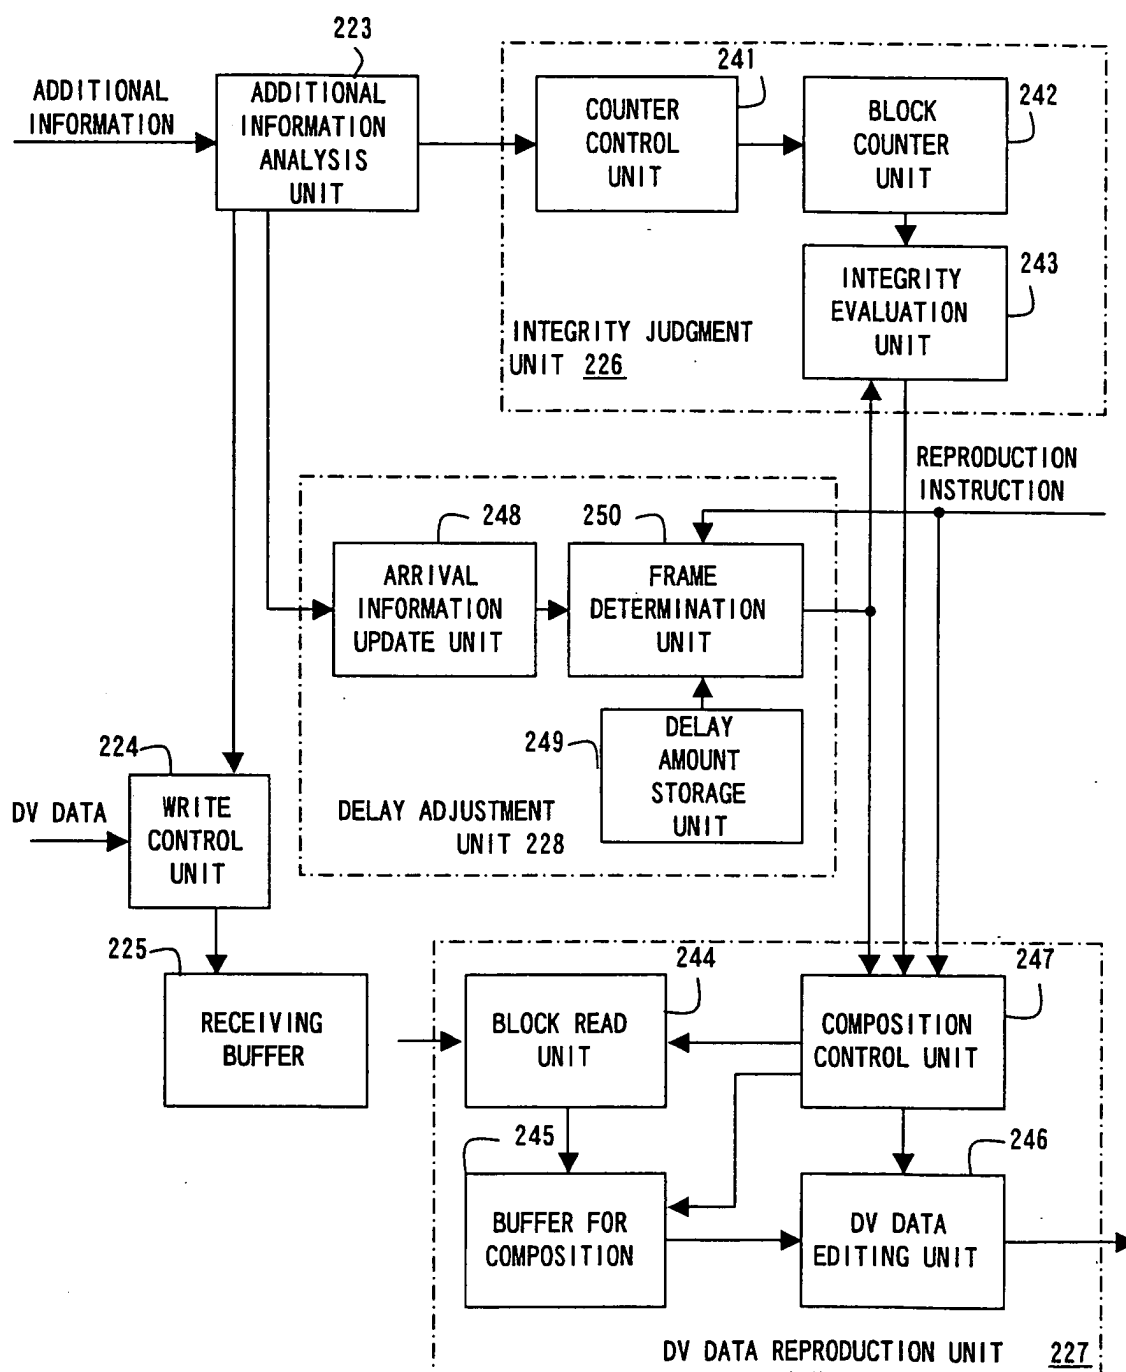 223
ADDITIONAL
INFORMATION
ADDITIONAL
INFORMATION
ANALYSIS
UNIT
241
COUNTER
CONTROL
UNIT
242
BLOCK
COUNTER
UNIT
243
INTEGRITY
EVALUATION
UNIT
INTEGRITY JUDGMENT
UNIT 226
REPRODUCTION
INSTRUCTION
248
ARRIVAL
INFORMATION
UPDATE UNIT
250
FRAME
DETERMINATION
UNIT
249
DELAY
AMOUNT
STORAGE
UNIT
DELAY ADJUSTMENT
UNIT 228
224
DV DATA
WRITE
CONTROL
UNIT
225
RECEIVING
BUFFER
244
BLOCK READ
UNIT
247
COMPOSITION
CONTROL UNIT
245
BUFFER FOR
COMPOSITION
246
DV DATA
EDITING UNIT
DV DATA REPRODUCTION UNIT 227